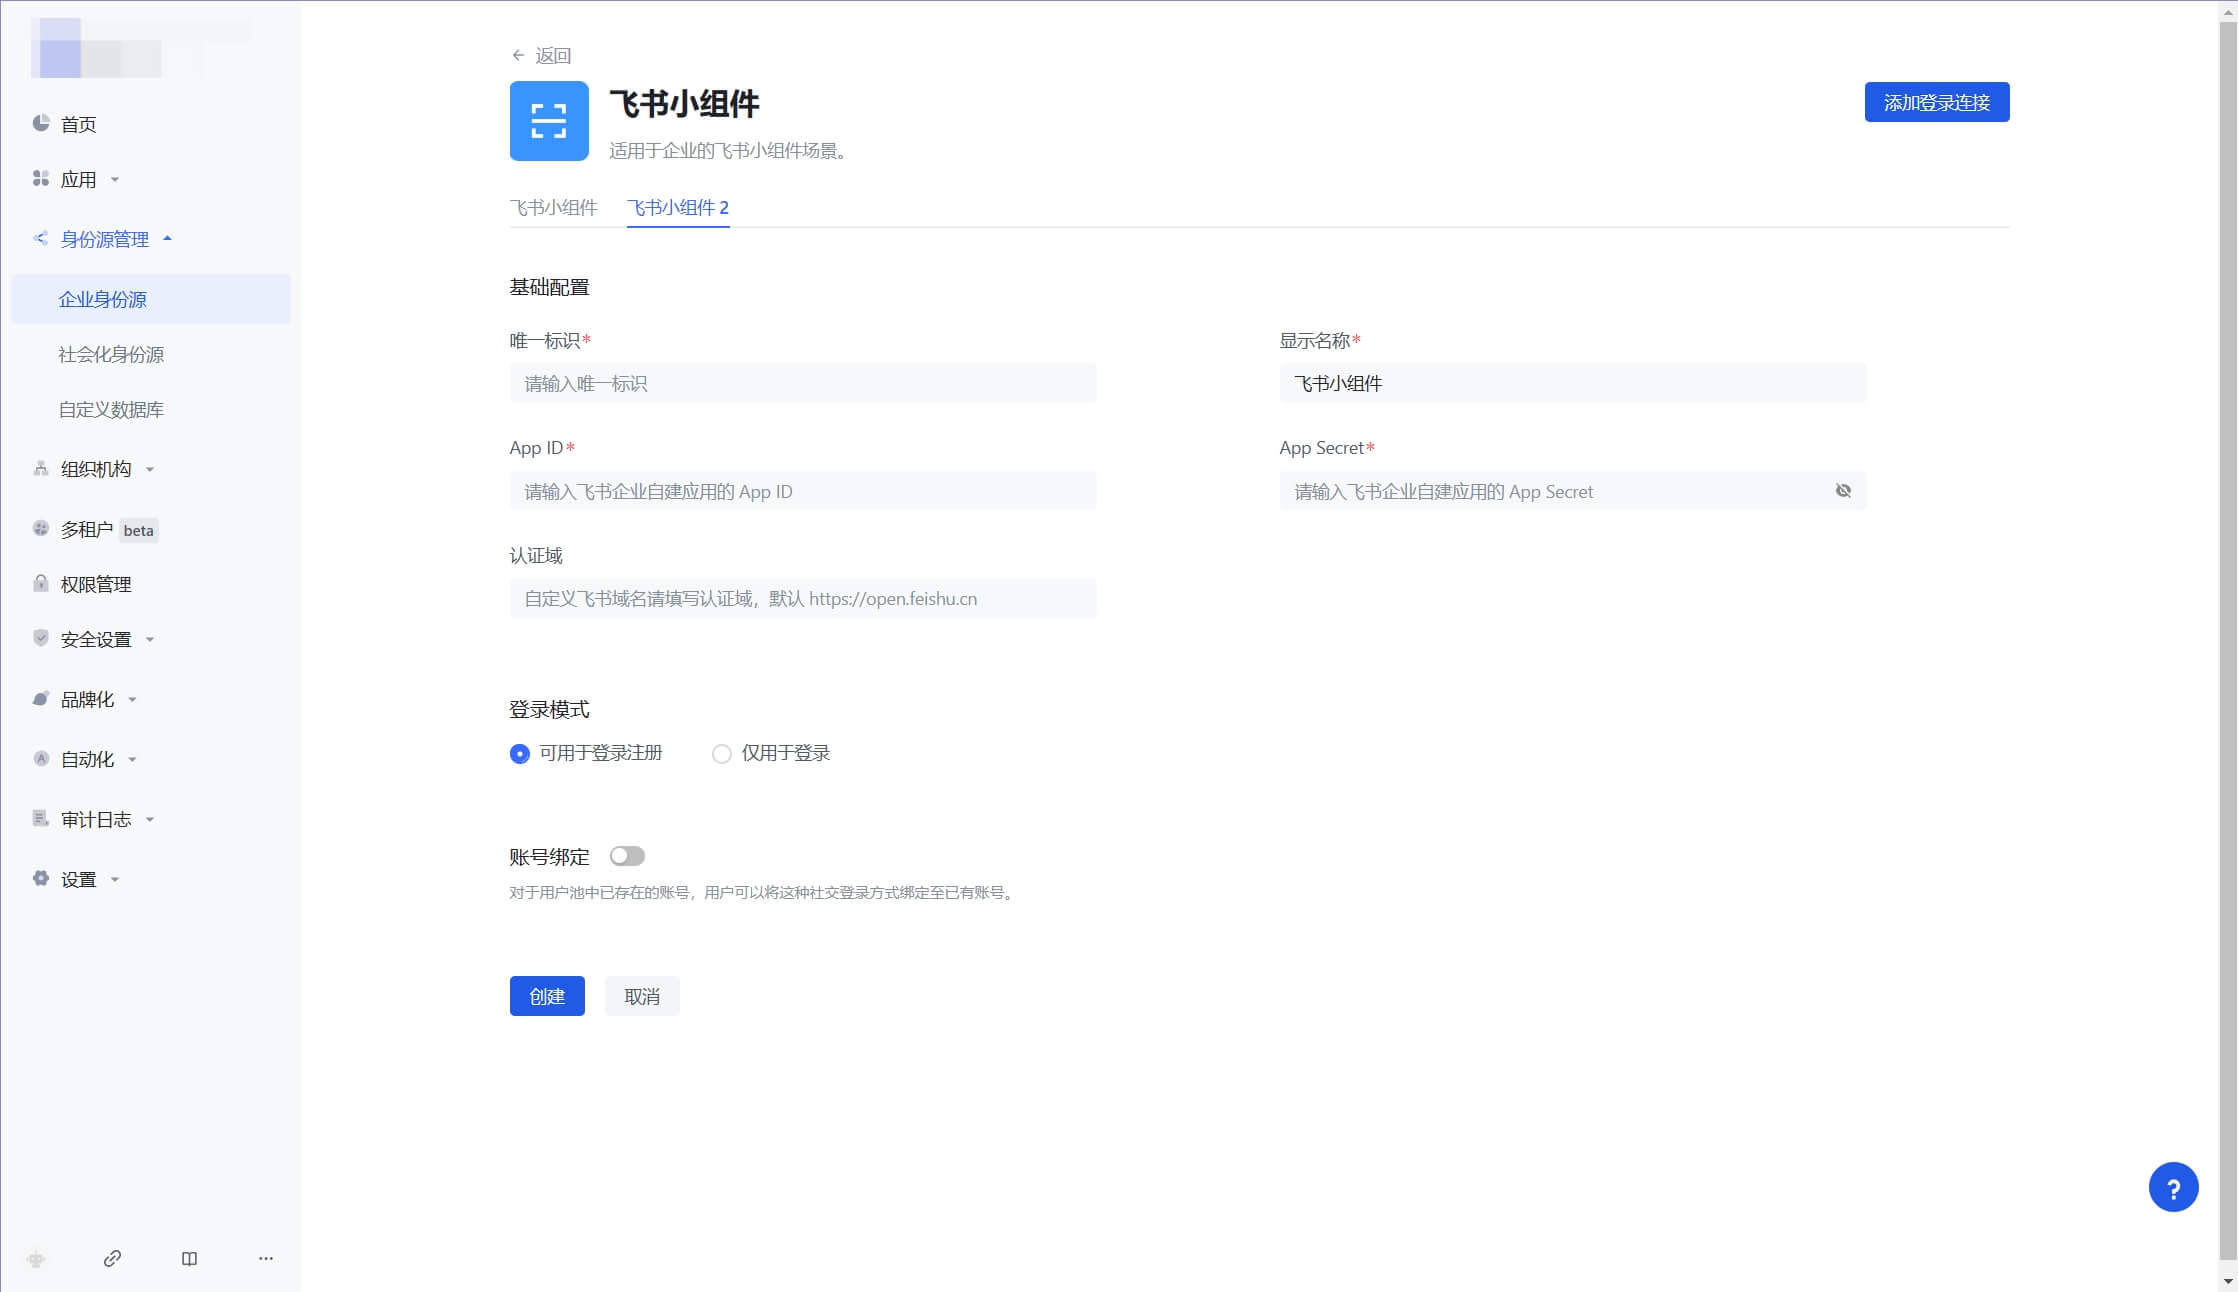 首页
应用
身份源管理
企业身份源
社会化身份源
自定义数据库
组织机构
多租户 beta
权限管理
安全设置
品牌化
自动化
审计日志
设置
返回
飞书小组件
添加登录连接
适用于企业的飞书小组件场景。
飞书小组件 飞书小组件 2
基础配置
唯一标识* 显示名称*
请输入唯一标识 飞书小组件
App ID* App Secret*
请输入飞书企业自建应用的 App ID 请输入飞书企业自建应用的 App Secret
认证域
自定义飞书域名请填写认证域，默认 https://open.feishu.cn
登录模式
可用于登录注册 仅用于登录
账号绑定
对于用户池中已存在的账号，用户可以将这种社交登录方式绑定至已有账号。
创建 取消
?